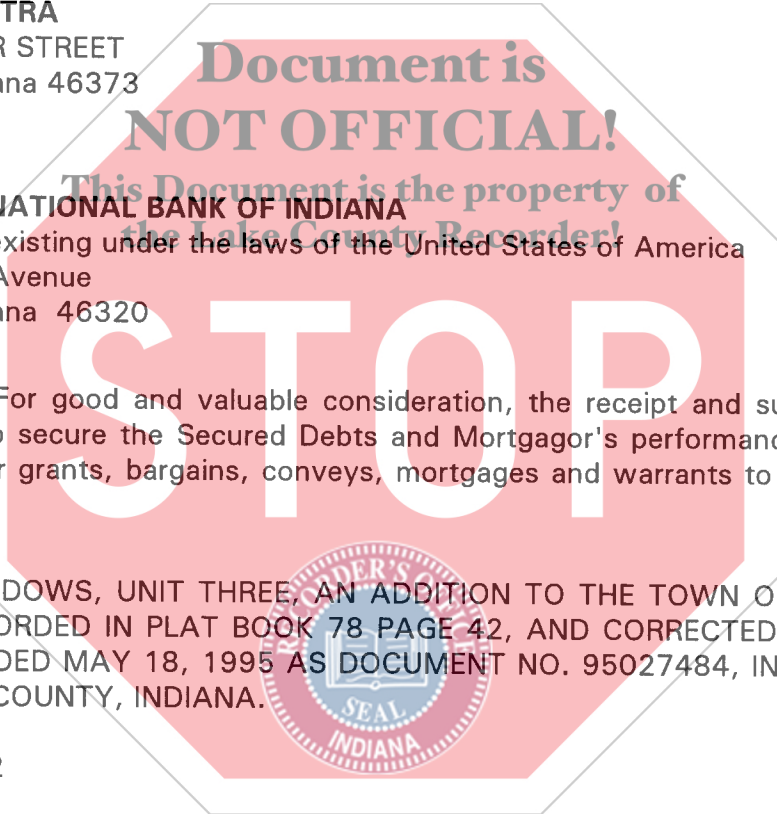 TRA
R STREET
ana 46373
Document is
NOT OFFICIAL!
This Document is the property of
the Lake County Recorder!
NATIONAL BANK OF INDIANA
existing under the laws of the United States of America
Avenue
ana 46320
STOP
For good and valuable consideration, the receipt and su
o secure the Secured Debts and Mortgagor's performanc
r grants, bargains, conveys, mortgages and warrants to
DOWS, UNIT THREE, AN ADDITION TO THE TOWN O
ORDED IN PLAT BOOK 78 PAGE 42, AND CORRECTED
DED MAY 18, 1995 AS DOCUMENT NO. 95027484, IN
COUNTY, INDIANA.
RECORDER'S OFFICE
SEAL
INDIANA
2